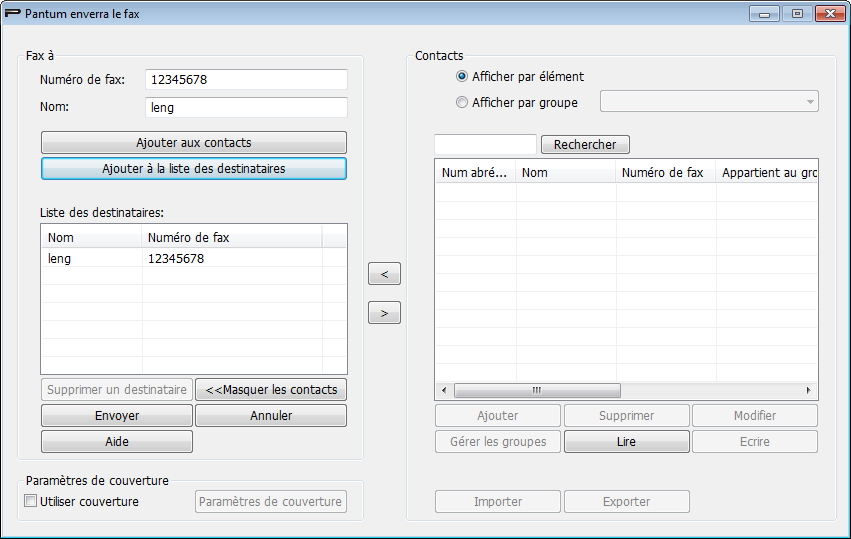 Pantum enverra le fax
Fax à
Numéro de fax: 12345678
Nom: leng
Ajouter aux contacts
Ajouter à la liste des destinataires
Liste des destinataires:
Nom Numéro de fax
leng 12345678
Supprimer un destinataire <<Masquer les contacts
Envoyer Annuler
Aide
Paramètres de couverture
Utiliser couverture Paramètres de couverture
<
>
Contacts
Afficher par élément
Afficher par groupe
Rechercher
Num abré... Nom Numéro de fax Appartient au gro
Ajouter Supprimer Modifier
Gérer les groupes Lire Ecrire
Importer Exporter